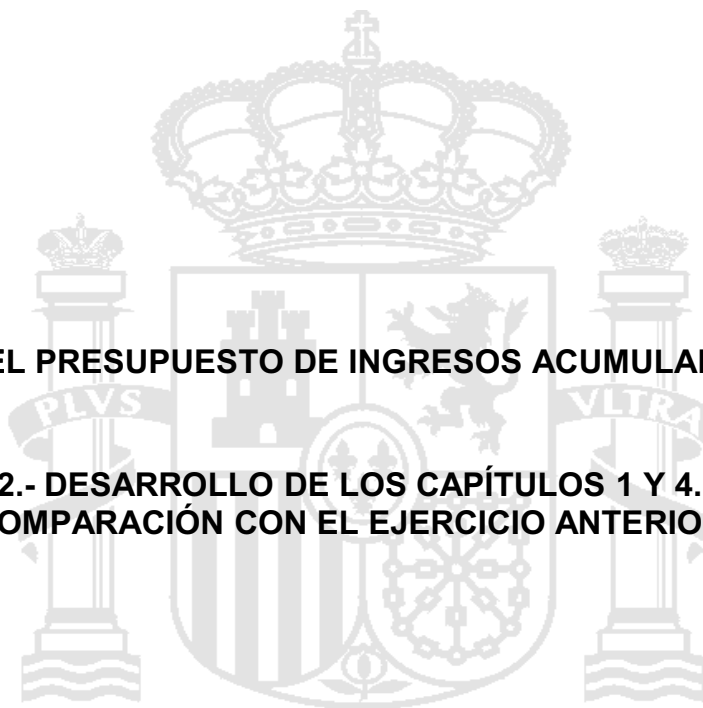 EL PRESUPUESTO DE INGRESOS ACUMULA
PLVS
VLTRA
2.- DESARROLLO DE LOS CAPÍTULOS 1 Y 4.
OMPARACIÓN CON EL EJERCICIO ANTERIO